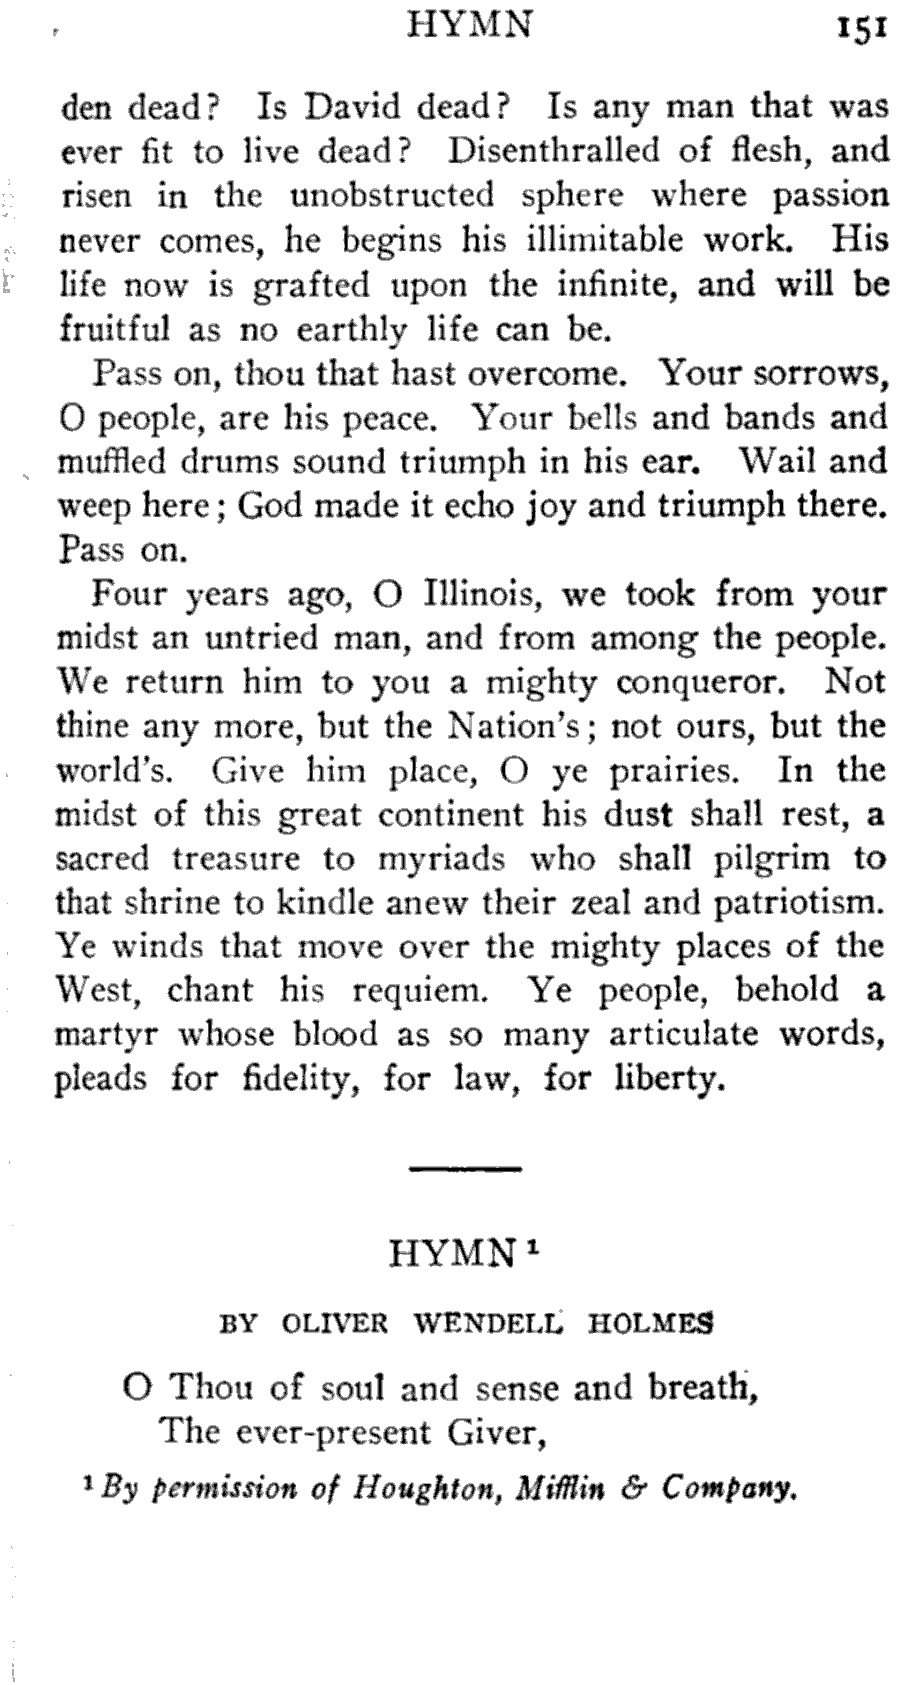 HYMN 151
den dead? Is David dead? Is any man that was
ever fit to live dead? Disenthralled of flesh, and
risen in the unobstructed sphere where passion
never comes, he begins his illimitable work. His
life now is grafted upon the infinite, and will be
fruitful as no earthly life can be.
Pass on, thou that hast overcome. Your sorrows,
O people, are his peace. Your bells and bands and
muffled drums sound triumph in his ear. Wail and
weep here; God made it echo joy and triumph there.
Pass on.
Four years ago, O Illinois, we took from your
midst an untried man, and from among the people.
We return him to you a mighty conqueror. Not
thine any more, but the Nation's; not ours, but the
world's. Give him place, O ye prairies. In the
midst of this great continent his dust shall rest, a
sacred treasure to myriads who shall pilgrim to
that shrine to kindle anew their zeal and patriotism.
Ye winds that move over the mighty places of the
West, chant his requiem. Ye people, behold a
martyr whose blood as so many articulate words,
pleads for fidelity, for law, for liberty.
HYMN ¹
BY OLIVER WENDELL HOLMES
O Thou of soul and sense and breath,
The ever-present Giver,
¹ By permission of Houghton, Mifflin & Company.